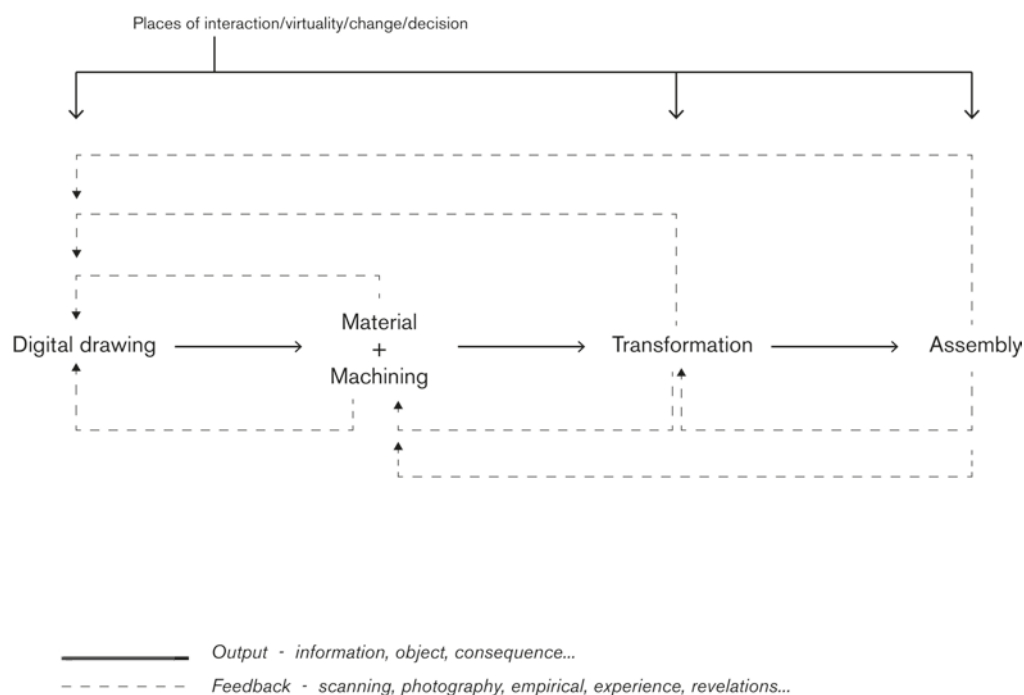 Places of interaction/virtuality/change/decision
Digital drawing
Material
+
Machining
Transformation
Assembly
Output - information, object, consequence...
Feedback - scanning, photography, empirical, experience, revelations...